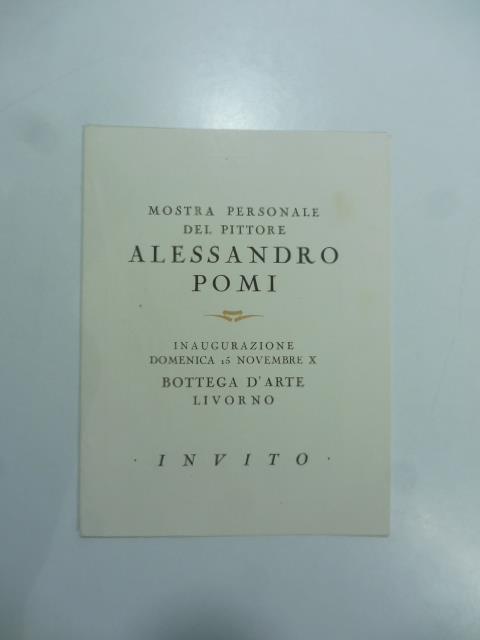 MOSTRA PERSONALE
DEL PITTORE
ALESSANDRO
POMI
INAUGURAZIONE
DOMENICA 15 NOVEMBRE X
BOTTEGA D'ARTE
LIVORNO
· INVITO ·